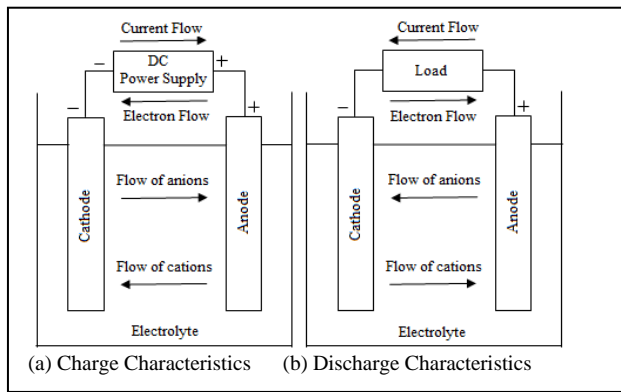 Current Flow
− DC +
Power Supply
− +
Electron Flow
Cathode
Anode
Flow of anions
Flow of cations
Electrolyte
(a) Charge Characteristics
Current Flow
Load
− +
Electron Flow
Cathode
Anode
Flow of anions
Flow of cations
Electrolyte
(b) Discharge Characteristics